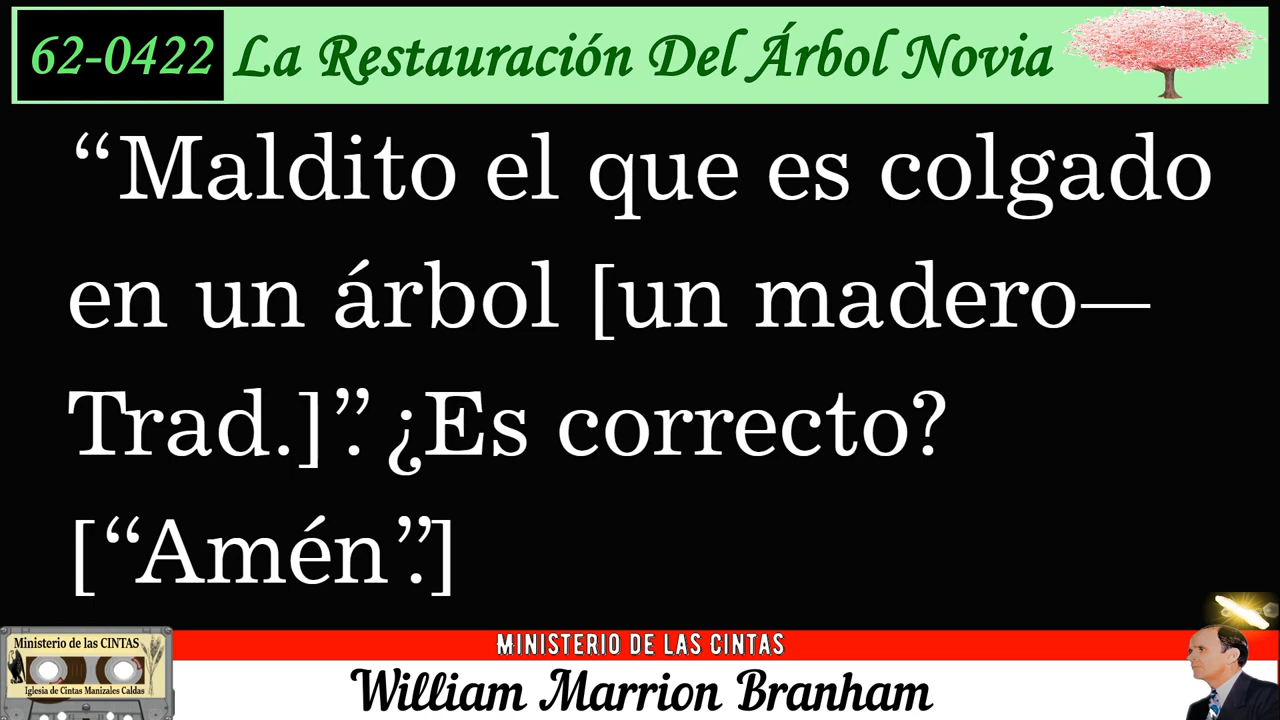 62-0422 La Restauración Del Árbol Novia
“Maldito el que es colgado
en un árbol [un madero—
Trad.]”. ¿Es correcto?
[“Amén”.]
Ministerio de las CINTAS
Iglesia de Cintas Manizales Caldas
MINISTERIO DE LAS CINTAS
William Marrion Branham